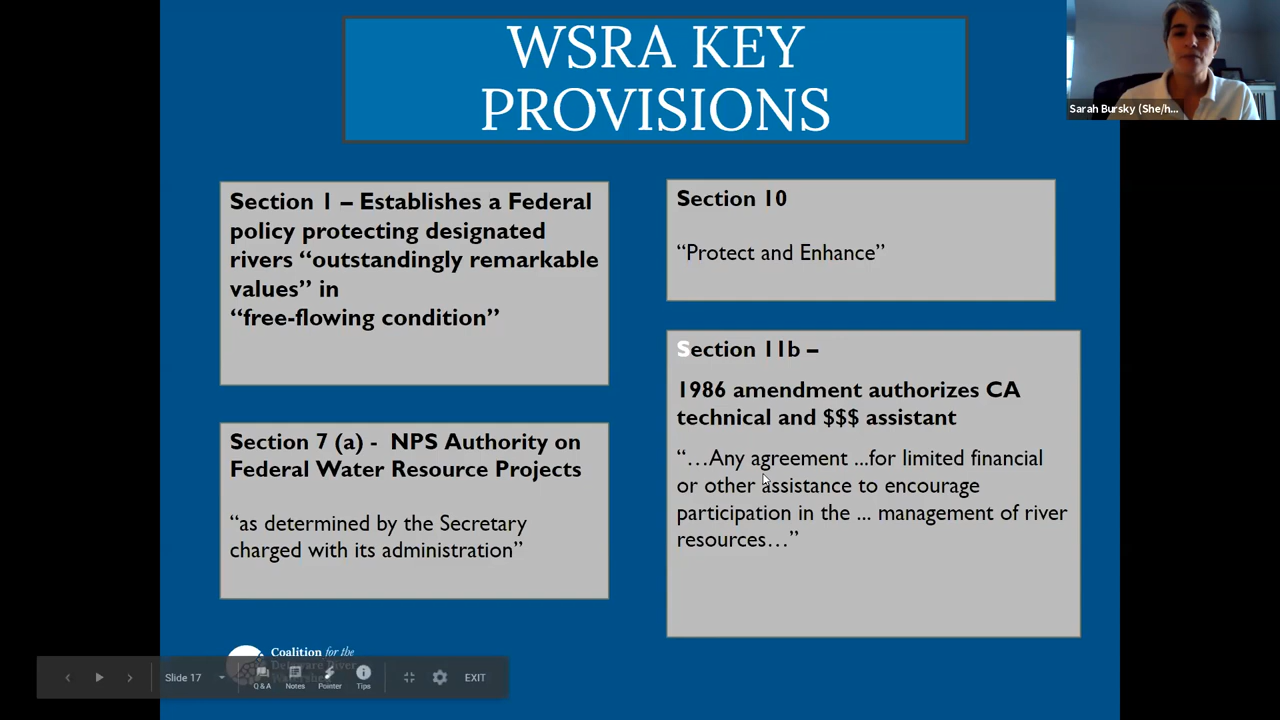 WSRA KEY
PROVISIONS
Sarah Bursky (She/h...
Section 1 – Establishes a Federal
policy protecting designated
rivers “outstandingly remarkable
values” in
“free-flowing condition”
Section 7 (a) - NPS Authority on
Federal Water Resource Projects
“as determined by the Secretary
charged with its administration”
Section 10
“Protect and Enhance”
Section 11b –
1986 amendment authorizes CA
technical and $$$ assistant
“…Any agreement ...for limited financial
or other assistance to encourage
participation in the ... management of river
resources…”
Coalition for the
Delaware River
Slide 17
Q & A
Notes
Pointer
Tips
EXIT